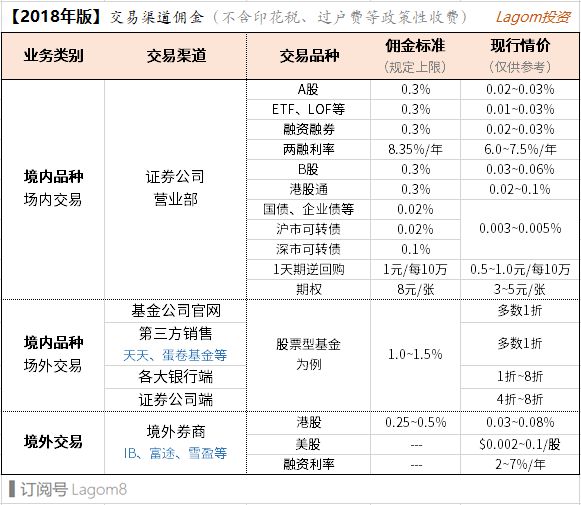 【2018年版】交易渠道佣金（不含印花税、过户费等政策性收费） Lagom投资
业务类别 交易渠道 交易品种 佣金标准 现行情价
（规定上限） （仅供参考）
A股 0.3% 0.02~0.03%
ETF、LOF等 0.3% 0.01~0.03%
融资融券 0.3% 0.02~0.03%
两融利率 8.35%/年 6.0~7.5%/年
境内品种 证券公司 B股 0.3% 0.03~0.06%
场内交易 营业部 港股通 0.3% 0.02~0.1%
国债、企业债等 0.02%
沪市可转债 0.02% 0.003~0.005%
深市可转债 0.1%
1天期逆回购 1元/每10万 0.5~1.0元/每10万
期权 8元/张 3~5元/张
基金公司官网 多数1折
境内品种 第三方销售 股票型基金 1.0~1.5% 多数1折
场外交易 天天、蛋卷基金等 为例
各大银行端 1折~8折
证券公司端 4折~8折
境外交易 境外券商 港股 0.25~0.5% 0.03~0.08%
IB、富途、雪盈等 美股 --- $0.002~0.1/股
融资利率 --- 2~7%/年
订阅号 Lagom8